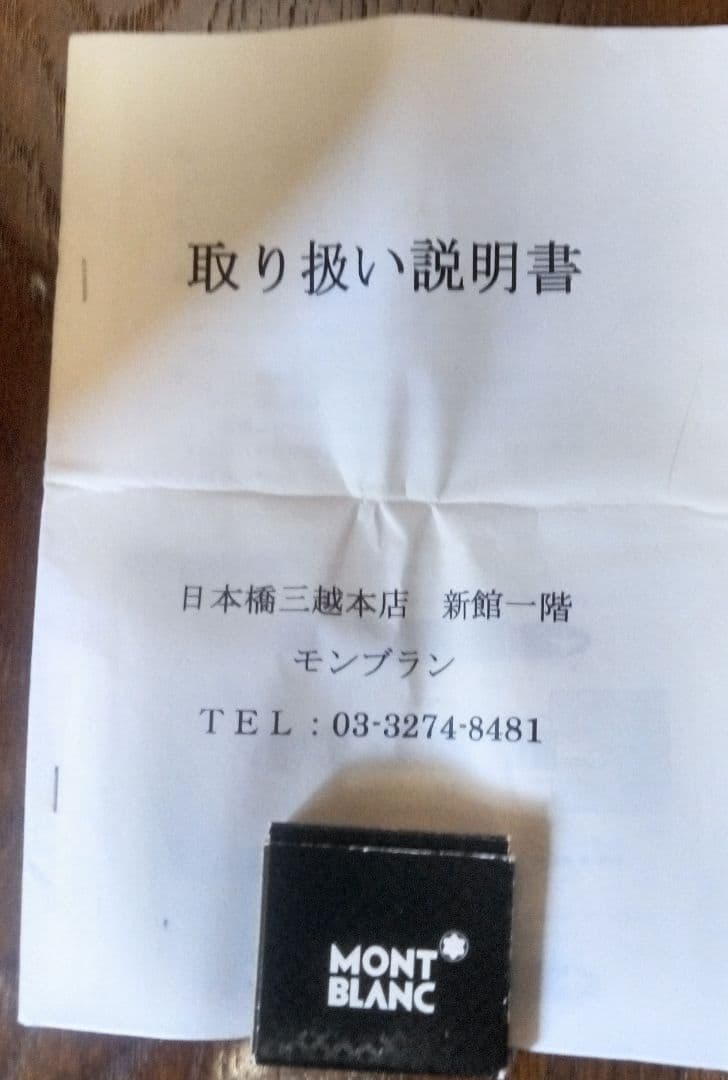 取り扱い説明書
日本橋三越本店　新館一階
モンブラン
ＴＥＬ：03-3274-8481
MONT
BLANC